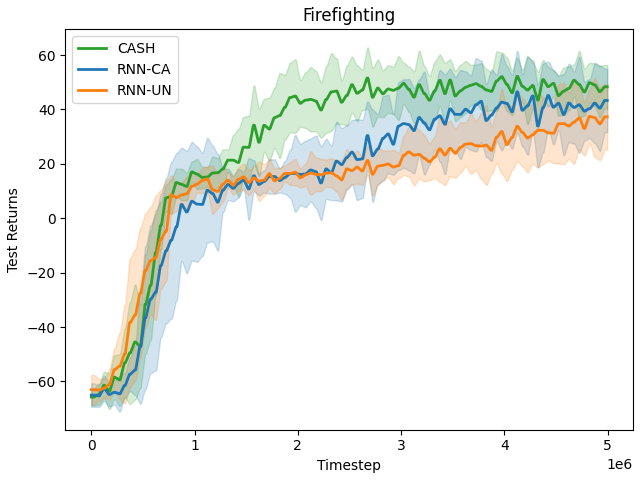 Firefighting
CASH
RNN-CA
RNN-UN
Test Returns
60
40
20
0
−20
−40
−60
0
1
2
3
4
5
1e6
Timestep